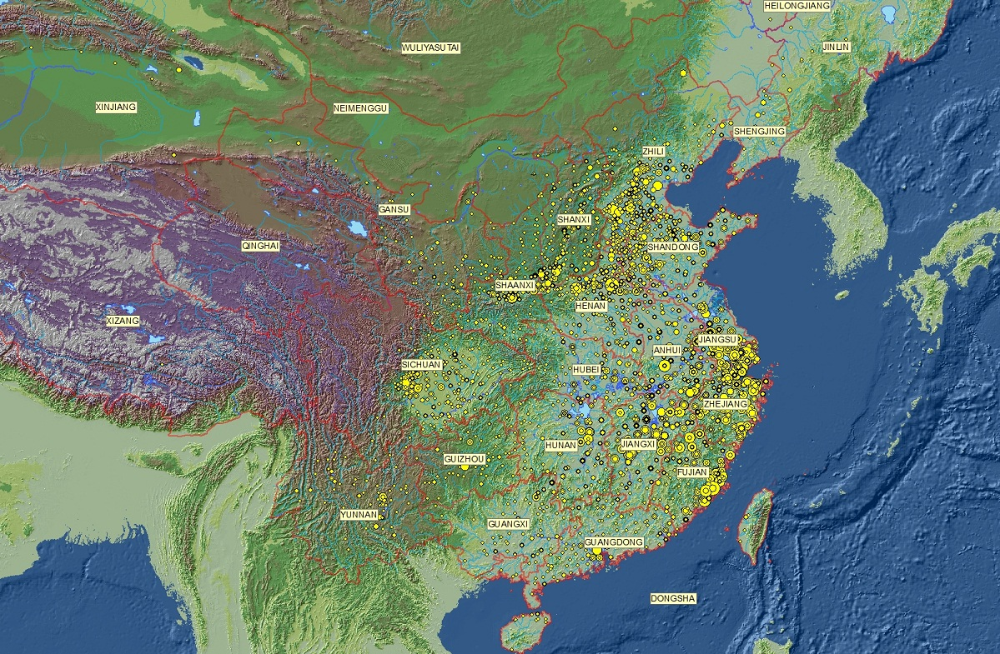 HEILONGJIANG
WULIYASUTAI
JINLIN
XINJIANG
NEIMENGGU
SHENGJING
ZHILI
GANSU
SHANXI
QINGHAI
SHANDONG
SHAANXI
HENAN
XIZANG
JIANGSU
ANHUI
SICHUAN
HUBEI
ZHEJIANG
HUNAN
JIANGXI
GUIZHOU
FUJIAN
YUNNAN
GUANGXI
GUANGDONG
DONGSHA